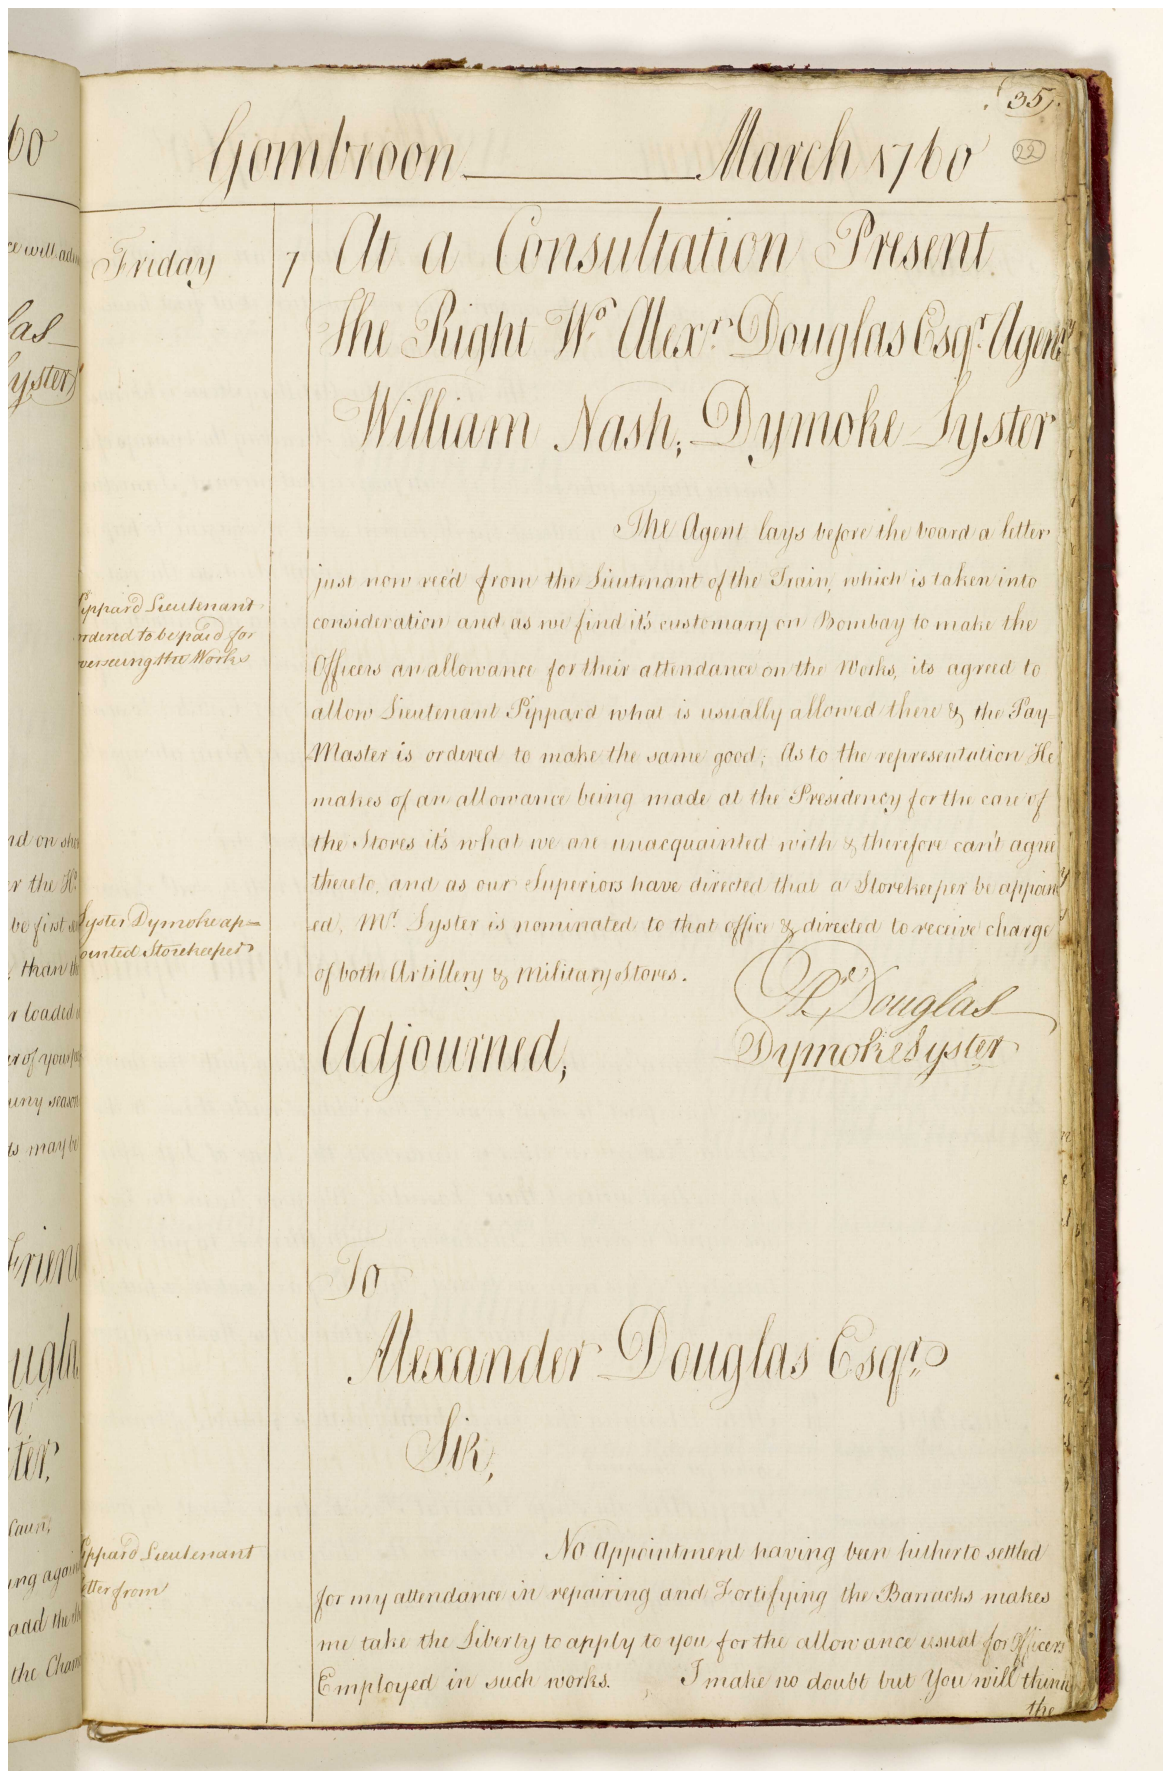 35
22
Gombroon March 1760
Friday 7 At a Consultation Present
The Right Wo. Alexr. Douglas Esqr. Agent
William Nash, Dymoke Lyster
The Agent lays before the board a letter
just now rec'd from the Lieutenant of the Train, which is taken into
Pippard Lieutenant
ordered to be paid for
overseeing the Works
consideration and as we find it's customary on Bombay to make the
Officers an allowance for their attendance on the Works, its agreed to
allow Lieutenant Pippard what is usually allowed there & the Pay
Master is ordered to make the same good; As to the representation He
makes of an allowance being made at the Presidency for the care of
the Stores it's what we are unacquainted with & therefore can't agree
thereto, and as our Superiors have directed that a Storekeeper be appoint
Lyster Dymoke ap=
pointed Storekeeper
ed, Mr. Lyster is nominated to that office & directed to receive charge
of both Artillery & Military Stores.
Ar. Douglas
Dymoke Lyster
Adjourned,
To
Alexander Douglas Esqr.
Sir,
Pippard Lieutenant
letter from
No Appointment having been hitherto settled
for my attendance in repairing and Fortifying the Barracks makes
me take the Liberty to apply to you for the allowance usual for Officers
Employed in such works. I make no doubt but You will think
the